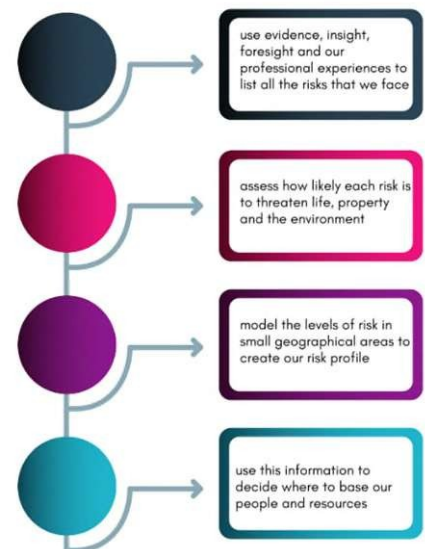 use evidence, insight,
foresight and our
professional experiences to
list all the risks that we face
assess how likely each risk is
to threaten life, property
and the environment
model the levels of risk in
small geographical areas to
create our risk profile
use this information to
decide where to base our
people and resources